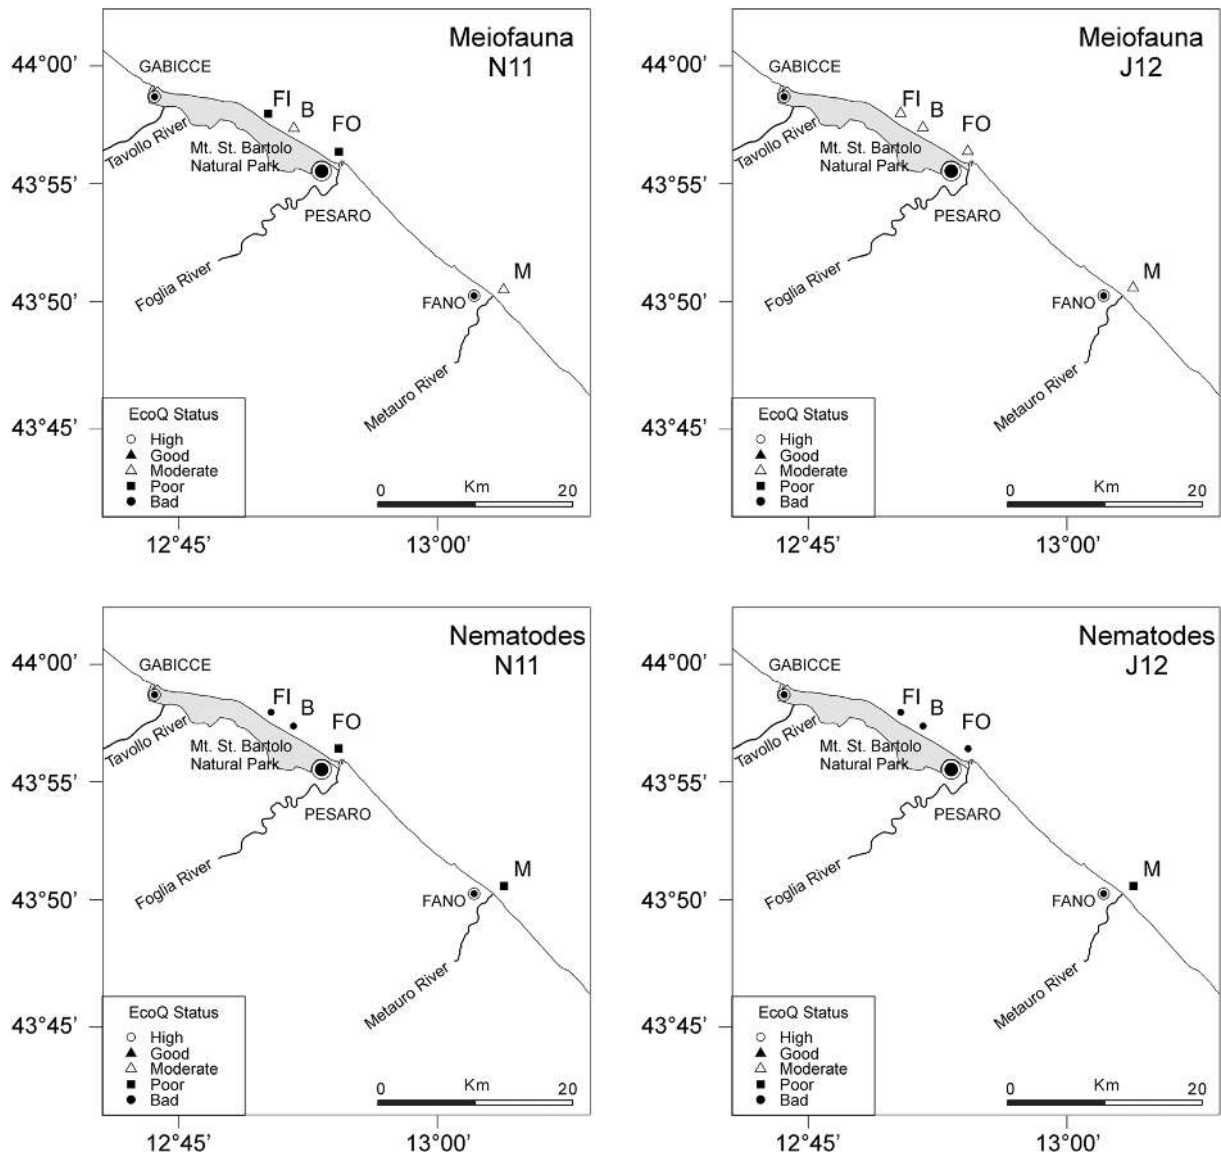 Meiofauna
N11
44°00’
GABICCE
FI
B
FO
Tavollo River
Mt. St. Bartolo
Natural Park
43°55’
PESARO
Foglia River
M
43°50’
FANO
Metauro River
EcoQ Status
High
Good
Moderate
Poor
Bad
43°45’
0 Km 20
12°45’ 13°00’
Meiofauna
J12
44°00’
GABICCE
FI
B
FO
Tavollo River
Mt. St. Bartolo
Natural Park
43°55’
PESARO
Foglia River
M
43°50’
FANO
Metauro River
EcoQ Status
High
Good
Moderate
Poor
Bad
43°45’
0 Km 20
12°45’ 13°00’
Nematodes
N11
44°00’
GABICCE
FI
B
FO
Tavollo River
Mt. St. Bartolo
Natural Park
43°55’
PESARO
Foglia River
M
43°50’
FANO
Metauro River
EcoQ Status
High
Good
Moderate
Poor
Bad
43°45’
0 Km 20
12°45’ 13°00’
Nematodes
J12
44°00’
GABICCE
FI
B
FO
Tavollo River
Mt. St. Bartolo
Natural Park
43°55’
PESARO
Foglia River
M
43°50’
FANO
Metauro River
EcoQ Status
High
Good
Moderate
Poor
Bad
43°45’
0 Km 20
12°45’ 13°00’